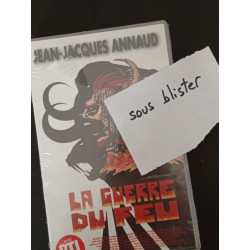 JEAN-JACQUES ANNAUD
sous blister
LA GUERRE
DU FEU